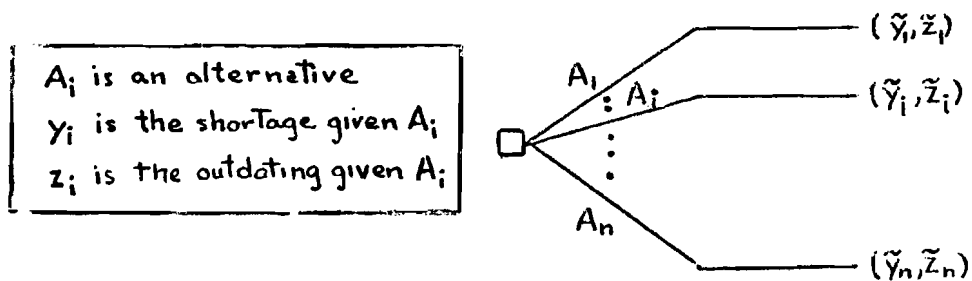 A_i is an alternative
y_i is the shortage given A_i
z_i is the outdating given A_i
A_1
A_i
A_n
(ỹ_1, z̃_1)
(ỹ_i, z̃_i)
(ỹ_n, z̃_n)